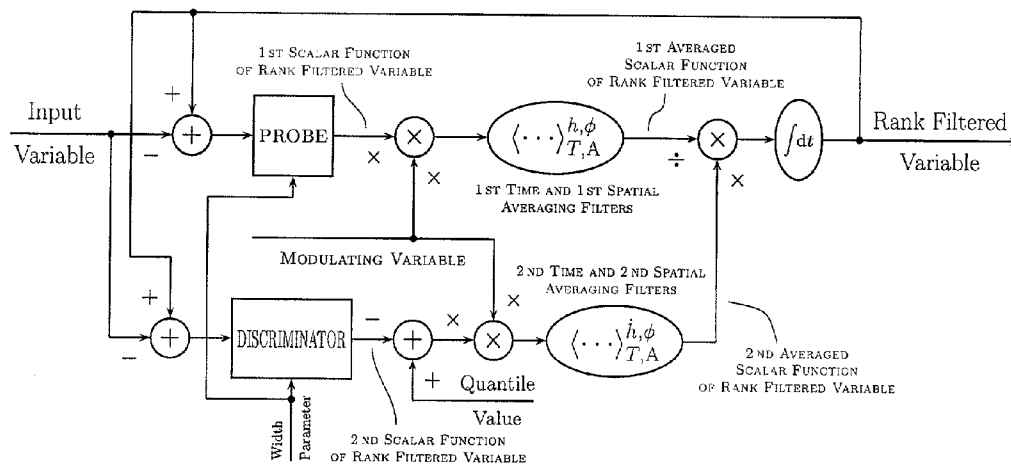 1ST SCALAR FUNCTION
OF RANK FILTERED VARIABLE
1ST AVERAGED
SCALAR FUNCTION
OF RANK FILTERED VARIABLE
+
Input
Variable
−
+
PROBE
×
×
×
⟨···⟩ h,ϕ T,A
÷
×
×
∫dt
Rank Filtered
Variable
1ST TIME AND 1ST SPATIAL
AVERAGING FILTERS
MODULATING VARIABLE
2ND TIME AND 2ND SPATIAL
AVERAGING FILTERS
+
−
+
DISCRIMINATOR
−
+
×
×
×
⟨···⟩ ḣ,ϕ T,A
+
Quantile
Value
2ND AVERAGED
SCALAR FUNCTION
OF RANK FILTERED VARIABLE
Width
Parameter
2ND SCALAR FUNCTION
OF RANK FILTERED VARIABLE